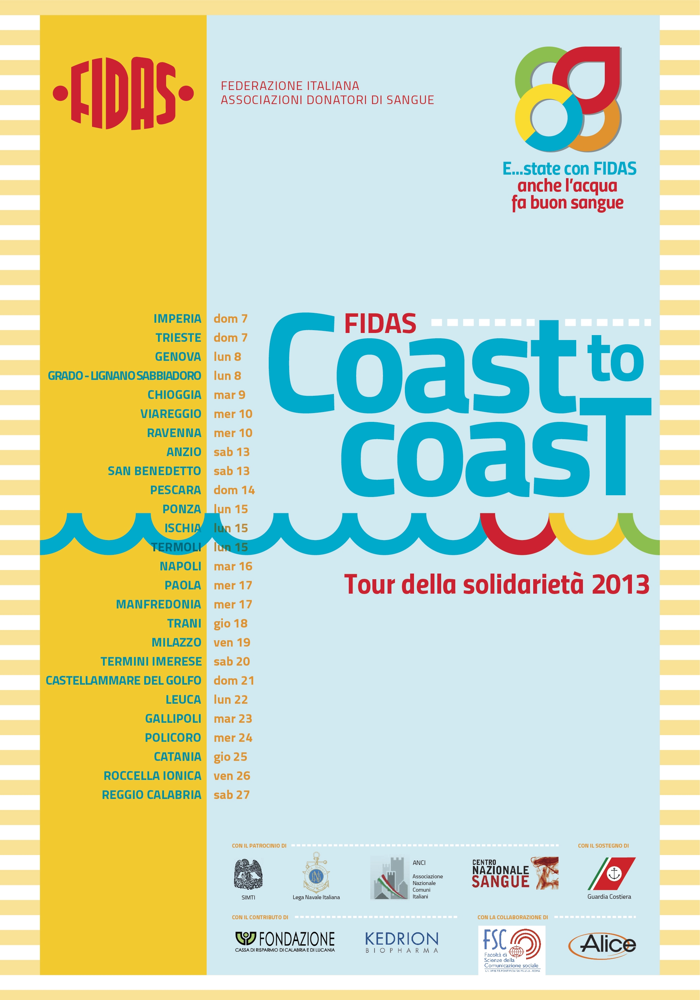 FIDAS
FEDERAZIONE ITALIANA
ASSOCIAZIONI DONATORI DI SANGUE
E...state con FIDAS
anche l'acqua
fa buon sangue
IMPERIA dom 7
TRIESTE dom 7
GENOVA lun 8
GRADO - LIGNANO SABBIADORO lun 8
CHIOGGIA mar 9
VIAREGGIO mer 10
RAVENNA mer 10
ANZIO sab 13
SAN BENEDETTO sab 13
PESCARA dom 14
PONZA lun 15
ISCHIA lun 15
TERMOLI lun 15
NAPOLI mar 16
PAOLA mer 17
MANFREDONIA mer 17
TRANI gio 18
MILAZZO ven 19
TERMINI IMERESE sab 20
CASTELLAMMARE DEL GOLFO dom 21
LEUCA lun 22
GALLIPOLI mar 23
POLICORO mer 24
CATANIA gio 25
ROCCELLA IONICA ven 26
REGGIO CALABRIA sab 27
FIDAS
Coast to
coasT
Tour della solidarietà 2013
CON IL PATROCINIO DI
SIMTI
LEGA NAVALE
ITALIANA
Lega Navale Italiana
ANCI
Associazione
Nazionale
Comuni
Italiani
CENTRO
NAZIONALE
SANGUE
CON IL SOSTEGNO DI
Guardia Costiera
CON IL CONTRIBUTO DI
FONDAZIONE
CASSA DI RISPARMIO DI CALABRIA E DI LUCANIA
KEDRION
BIOPHARMA
CON LA COLLABORAZIONE DI
FSC
Facoltà di
Scienze della
Comunicazione sociale
UNIVERSITÀ PONTIFICIA SALESIANA - ROMA
Alice